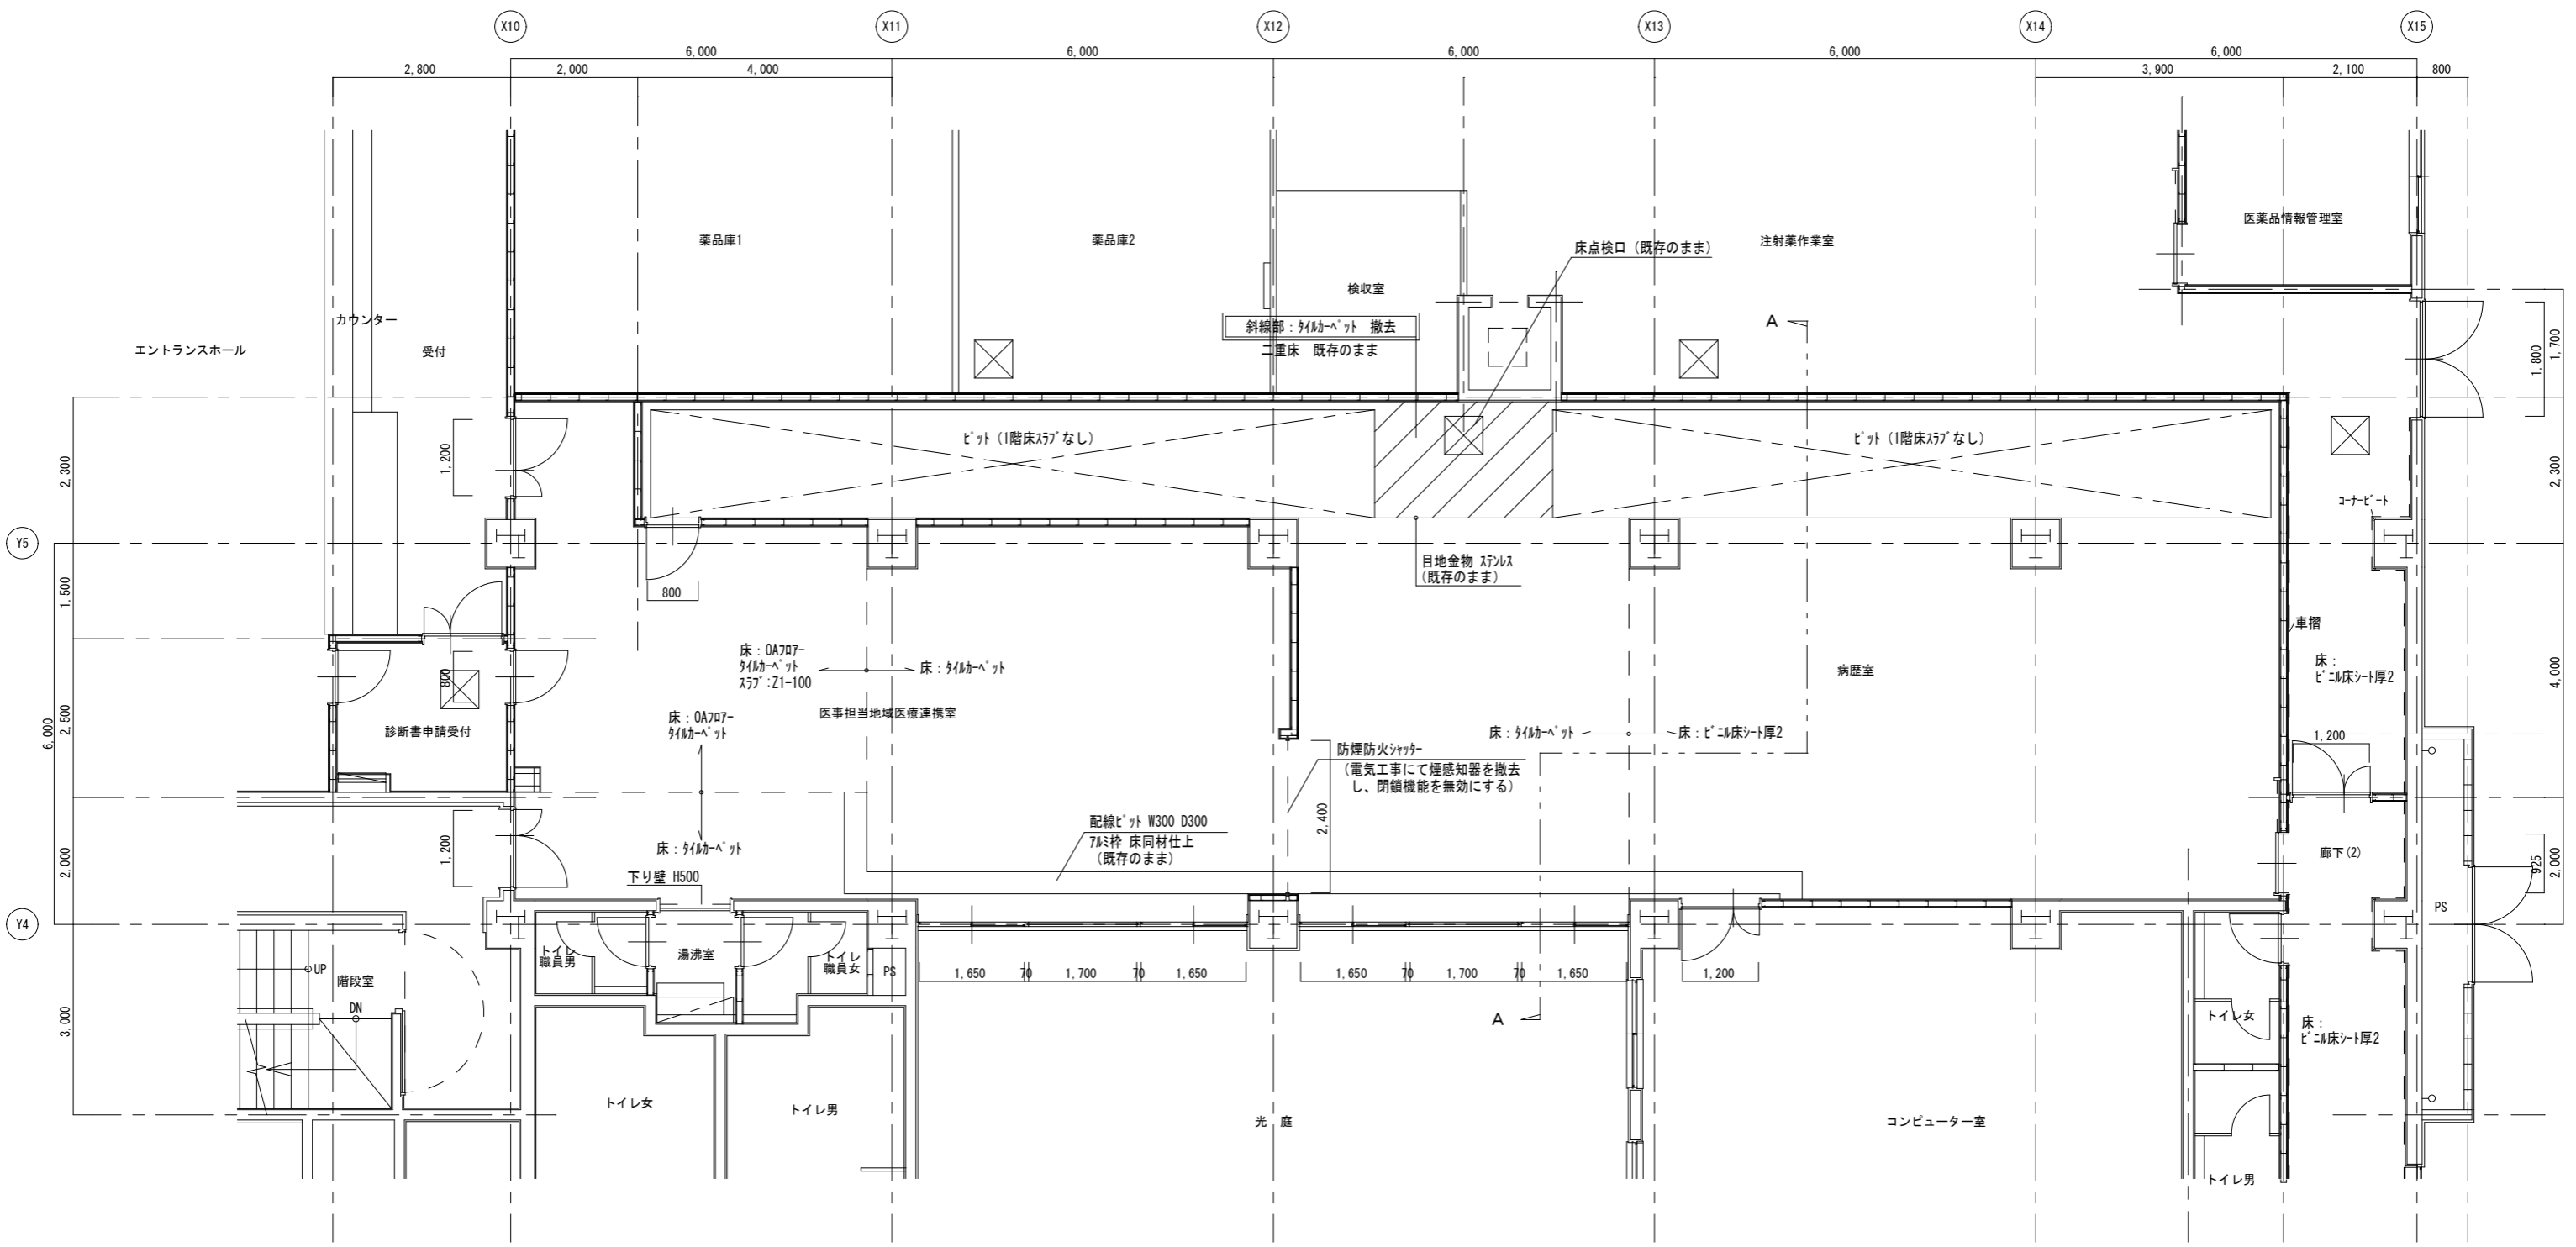 X10
X11
X12
X13
X14
X15
6,000
6,000
6,000
6,000
6,000
2,800
2,000
4,000
3,900
2,100
800
薬品庫1
薬品庫2
検収室
床点検口（既存のまま）
注射薬作業室
医薬品情報管理室
エントランスホール
カウンター
受付
斜線部：タイルカーペット　撤去
二重床　既存のまま
A
1,800
1,700
2,300
1,200
ピット（1階床スラブなし）
ピット（1階床スラブなし）
2,300
コーナービート
Y5
目地金物 ステンレス
（既存のまま）
800
1,500
車摺
床：OAフロアー
タイルカーペット
スラブ：Z1-100
床：タイルカーペット
病歴室
床：
ビニル床シート厚2
4,000
800
6,000
2,500
診断書申請受付
床：OAフロアー
タイルカーペット
医事担当地域医療連携室
床：タイルカーペット
床：ビニル床シート厚2
1,200
防煙防火シャッター
（電気工事にて煙感知器を撤去
し、閉鎖機能を無効にする）
2,400
配線ピット W300 D300
アルミ枠 床同材仕上
（既存のまま）
床：タイルカーペット
1,200
2,000
廊下(2)
925
2,000
下り壁 H500
Y4
PS
トイレ
職員男
湯沸室
トイレ
職員女
PS
UP
階段室
DN
1,650
70
1,700
70
1,650
1,650
70
1,700
70
1,650
1,200
3,000
A
トイレ女
床：
ビニル床シート厚2
トイレ女
トイレ男
光　庭
コンピューター室
トイレ男